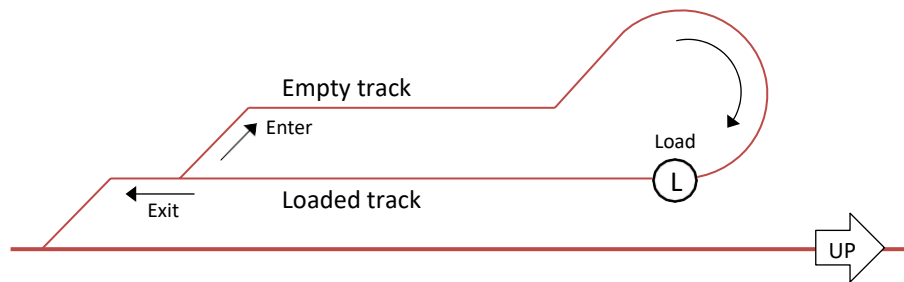 Empty track
Enter
Load
L
Loaded track
Exit
UP